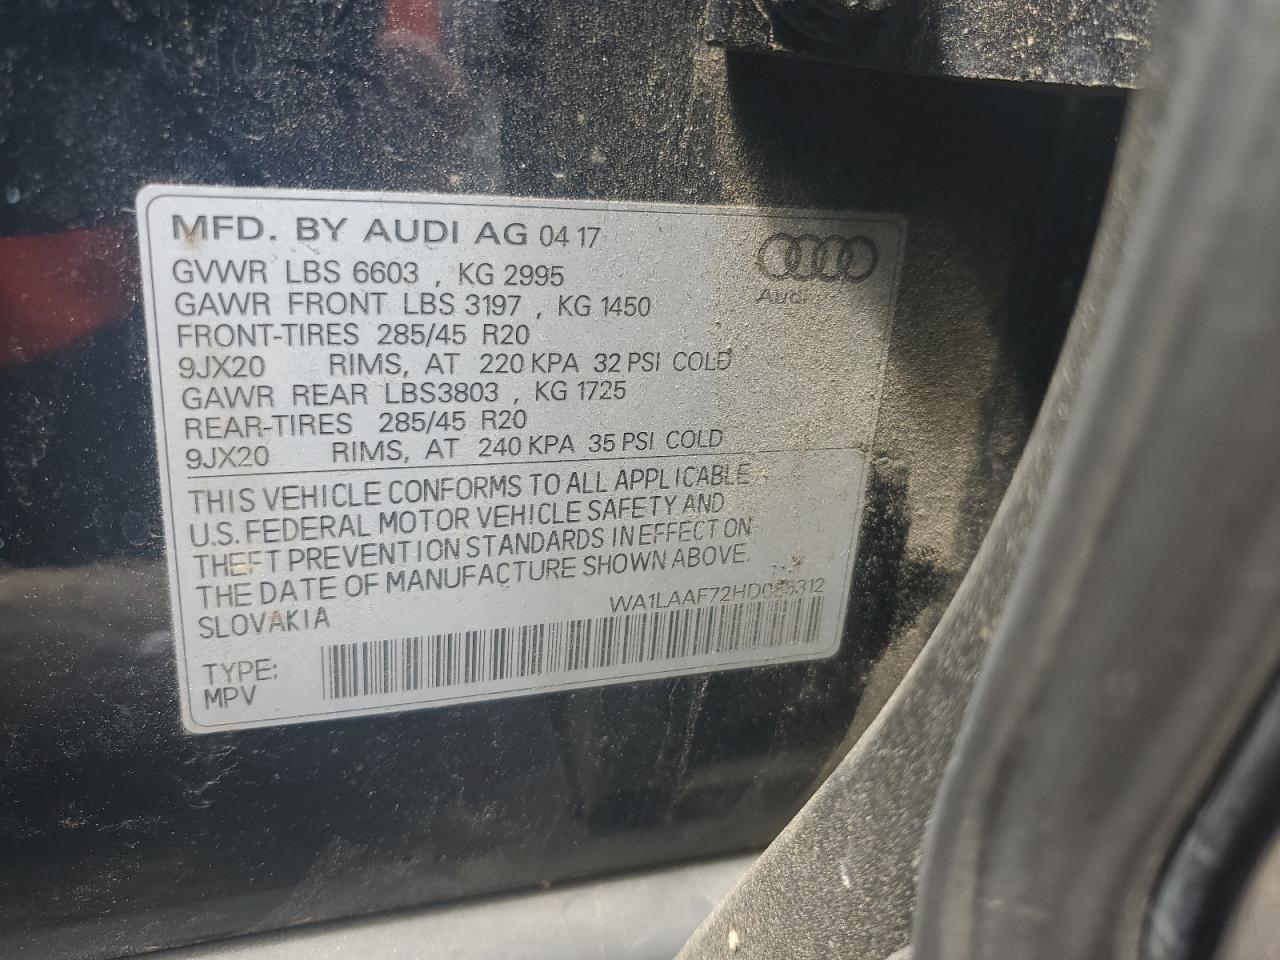 MFD. BY AUDI AG 04 17
GVWR LBS 6603 , KG 2995
GAWR FRONT LBS 3197 , KG 1450
FRONT-TIRES 285/45 R20
9JX20 RIMS, AT 220 KPA 32 PSI COLD
GAWR REAR LBS3803 , KG 1725
REAR-TIRES 285/45 R20
9JX20 RIMS, AT 240 KPA 35 PSI COLD
Audi
THIS VEHICLE CONFORMS TO ALL APPLICABLE
U.S. FEDERAL MOTOR VEHICLE SAFETY AND
THEFT PREVENTION STANDARDS IN EFFECT ON
THE DATE OF MANUFACTURE SHOWN ABOVE.
SLOVAKIA
TYPE:
MPV